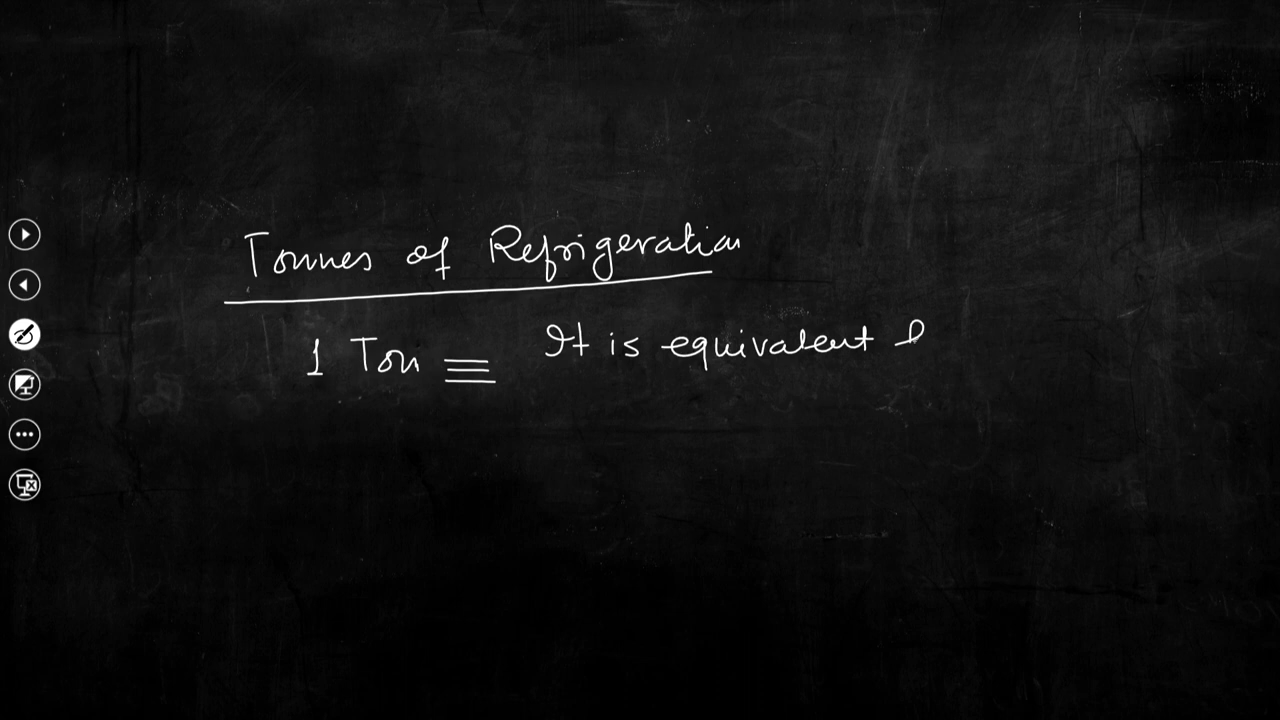 Tonnes of Refrigeration
1 Ton ≡ It is equivalent